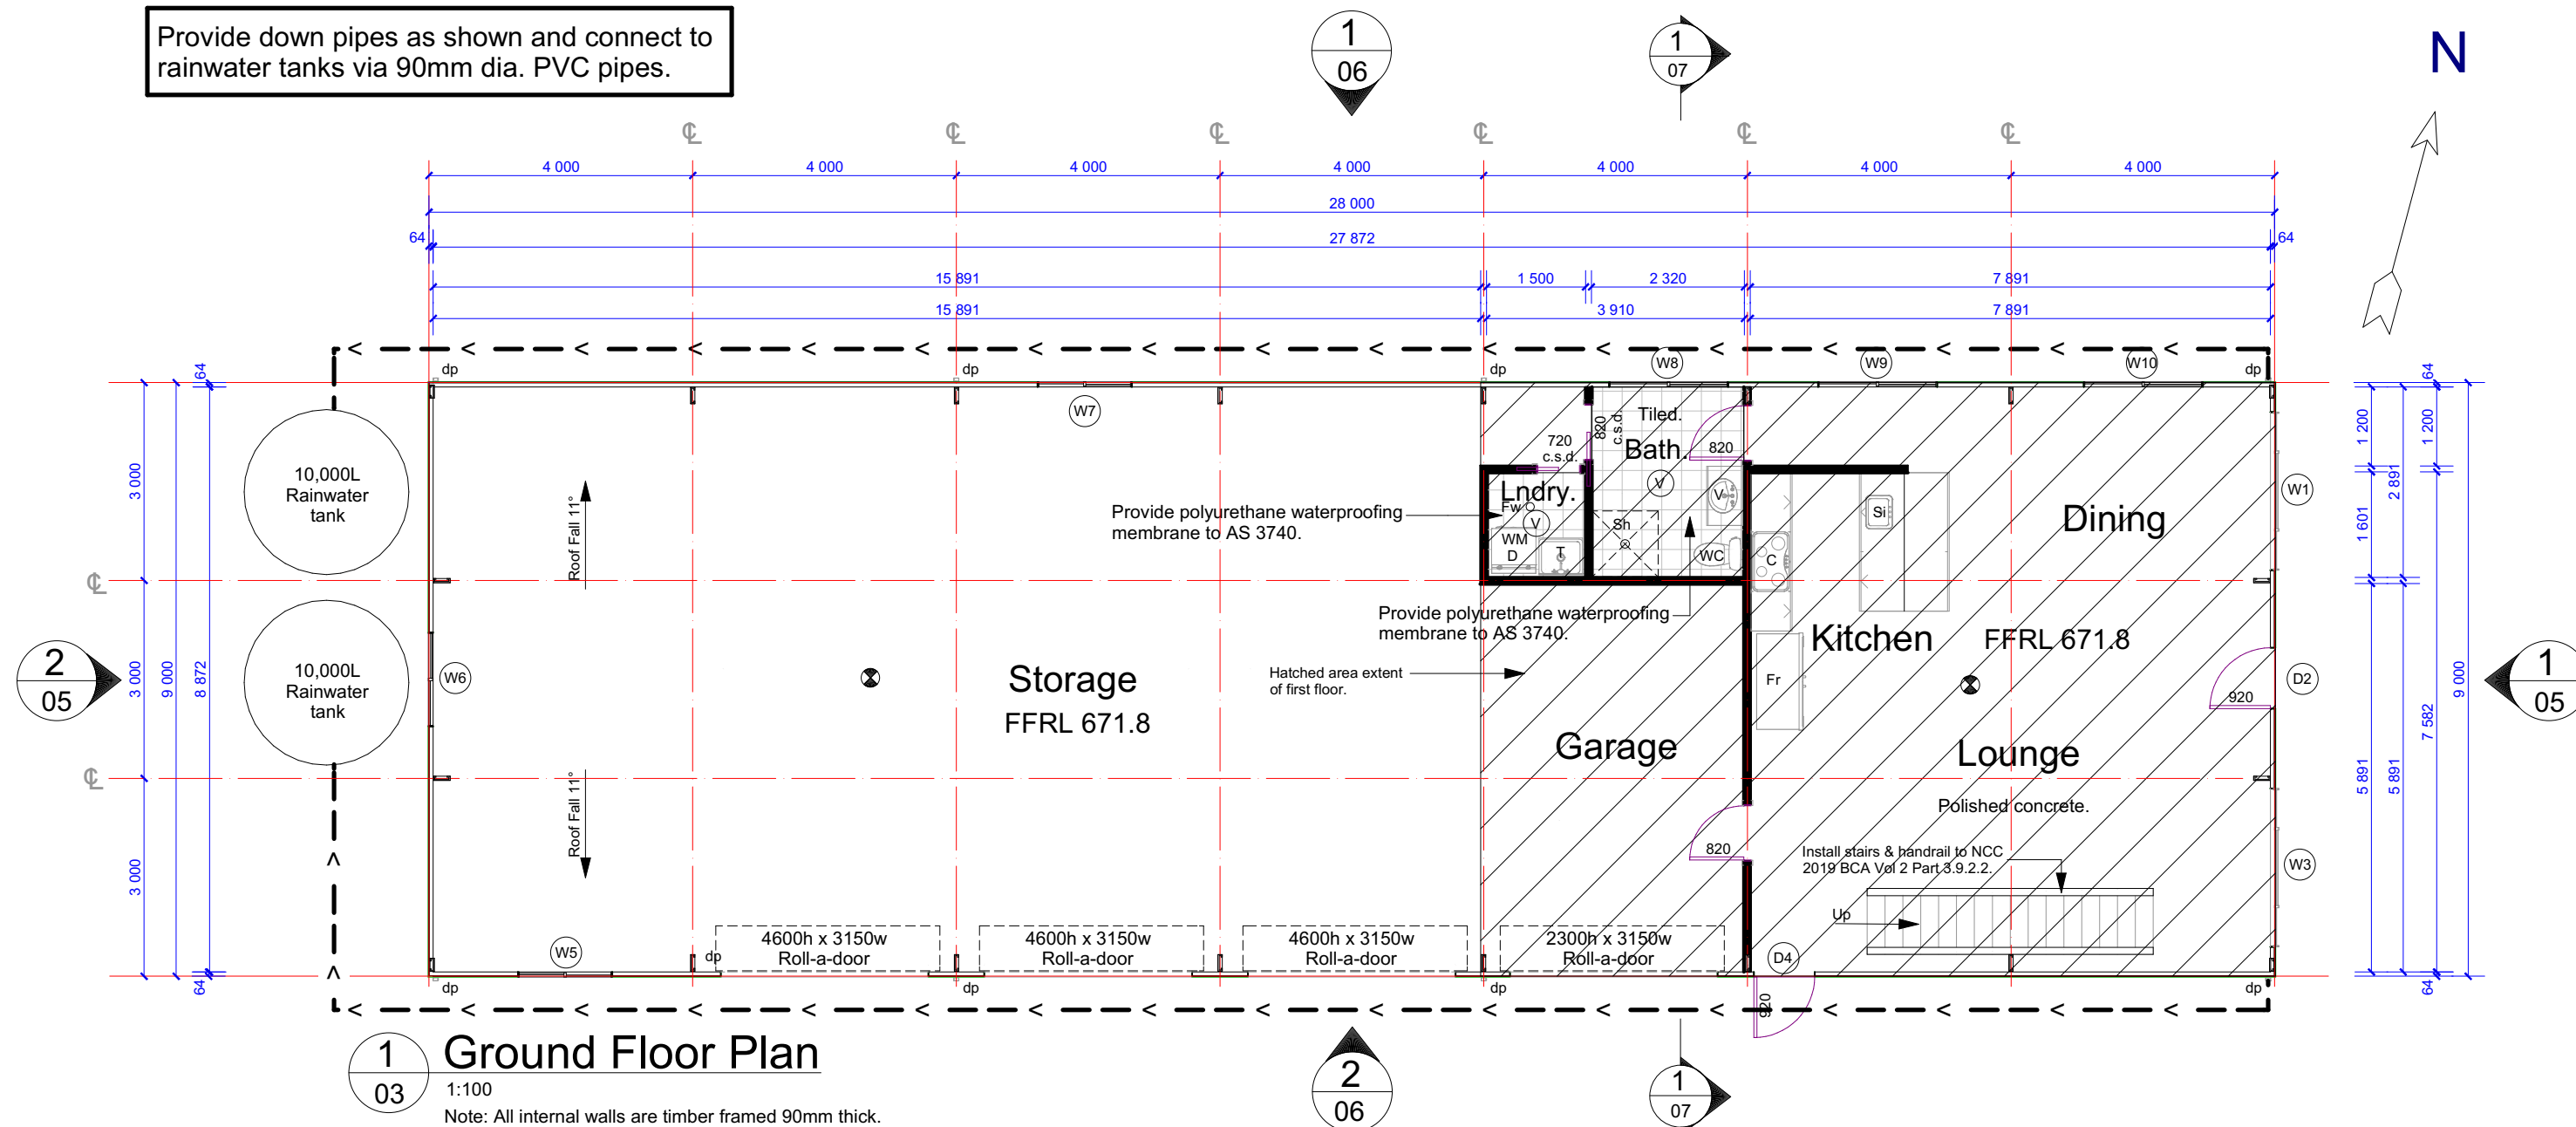 Provide down pipes as shown and connect to
rainwater tanks via 90mm dia. PVC pipes.
1
06
1
07
N
℄ ℄ ℄ ℄ ℄ ℄
4 000 4 000 4 000 4 000 4 000 4 000 4 000
28 000
64 27 872 64
15 891 1 500 2 320 7 891
15 891 3 910 7 891
dp dp dp W8 W9 W10 dp
W7
64
3 000
9 000
8 872
3 000
3 000
64
℄
℄
10,000L
Rainwater
tank
10,000L
Rainwater
tank
2
05
W6
Roof Fall 11°
Roof Fall 11°
Storage
FFRL 671.8
Provide polyurethane waterproofing
membrane to AS 3740.
Provide polyurethane waterproofing
membrane to AS 3740.
Hatched area extent
of first floor.
720
c.s.d.
820
c.s.d.
Tiled.
Bath.
820
V
V
Sh
WC
Lndry.
Fw
V
WM
D
T
Garage
820
Si
C
Fr
Kitchen
Dining
FFRL 671.8
Lounge
Polished concrete.
Install stairs & handrail to NCC
2019 BCA Vol 2 Part 3.9.2.2.
Up
920
W1
D2
W3
64
1 200
1 200
2 891
1 601
9 000
7 582
5 891
5 891
64
1
05
W5
dp
4600h x 3150w
Roll-a-door
4600h x 3150w
Roll-a-door
4600h x 3150w
Roll-a-door
2300h x 3150w
Roll-a-door
D4
920
dp dp dp dp
1
03
Ground Floor Plan
1:100
Note: All internal walls are timber framed 90mm thick.
2
06
1
07